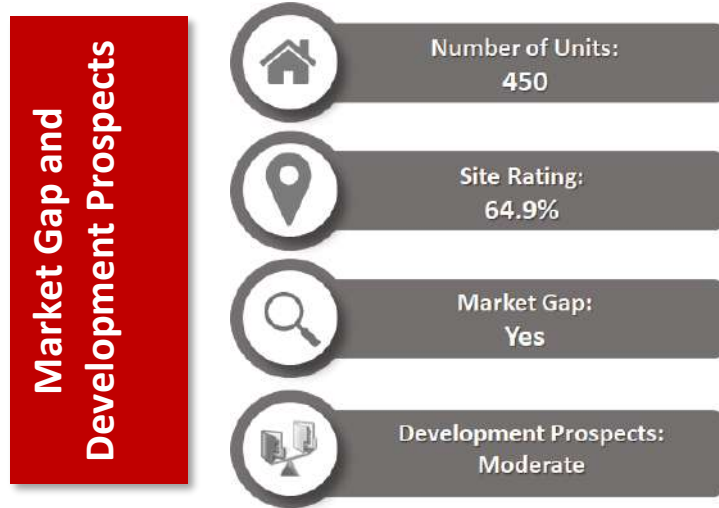 Market Gap and
Development Prospects
Number of Units:
450
Site Rating:
64.9%
Market Gap:
Yes
Development Prospects:
Moderate